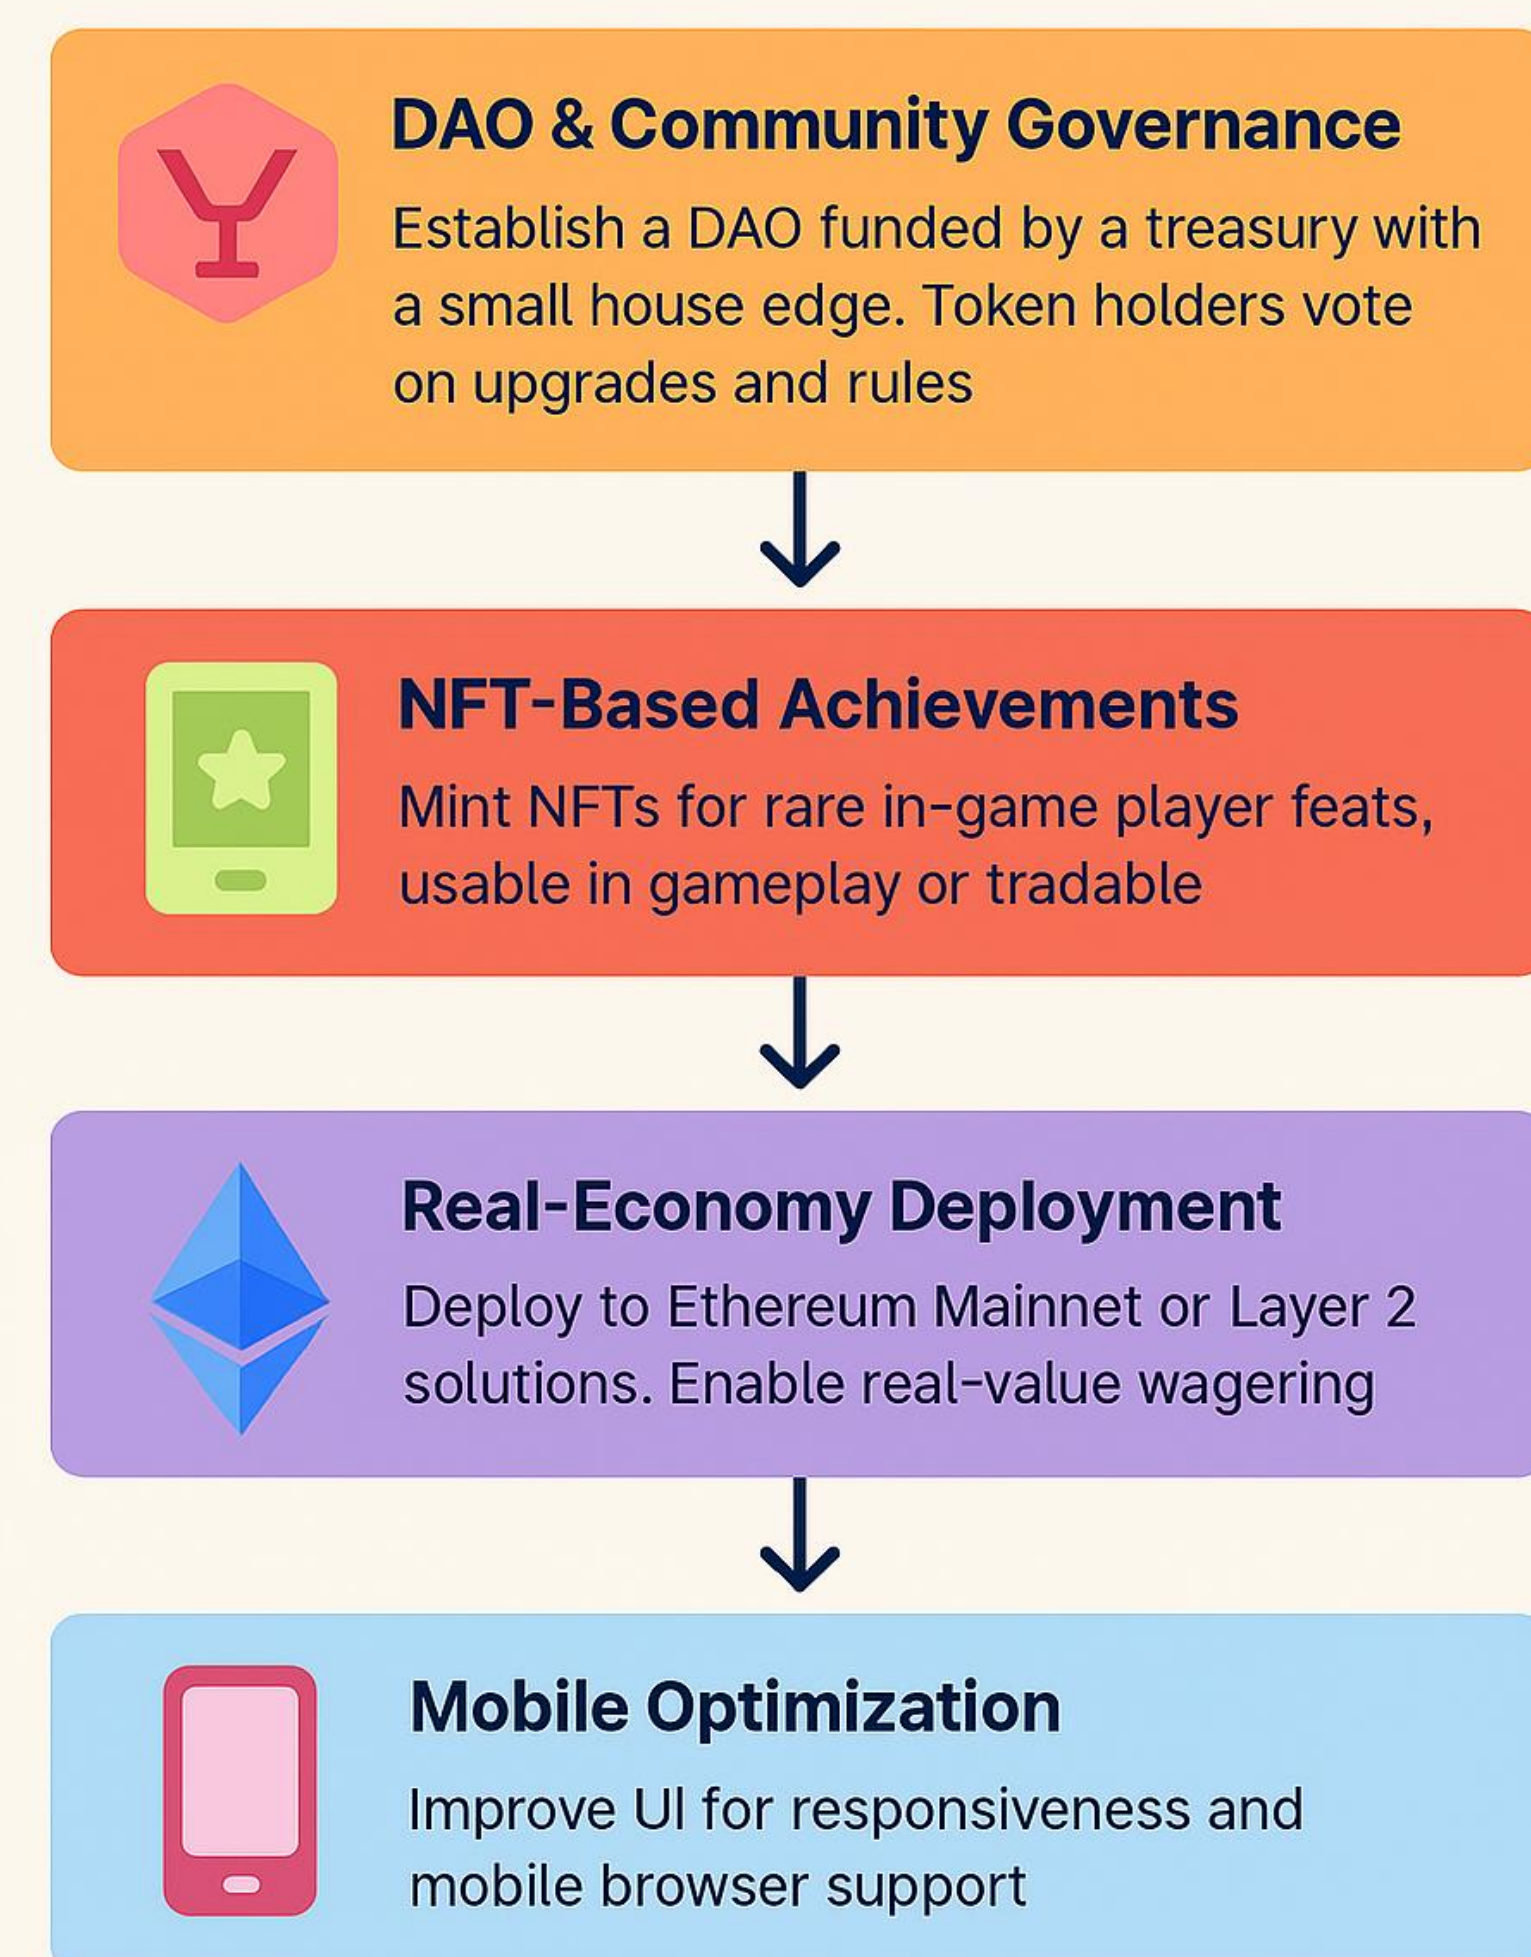 DAO & Community Governance
Establish a DAO funded by a treasury with
a small house edge. Token holders vote
on upgrades and rules
NFT-Based Achievements
Mint NFTs for rare in-game player feats,
usable in gameplay or tradable
Real-Economy Deployment
Deploy to Ethereum Mainnet or Layer 2
solutions. Enable real-value wagering
Mobile Optimization
Improve UI for responsiveness and
mobile browser support